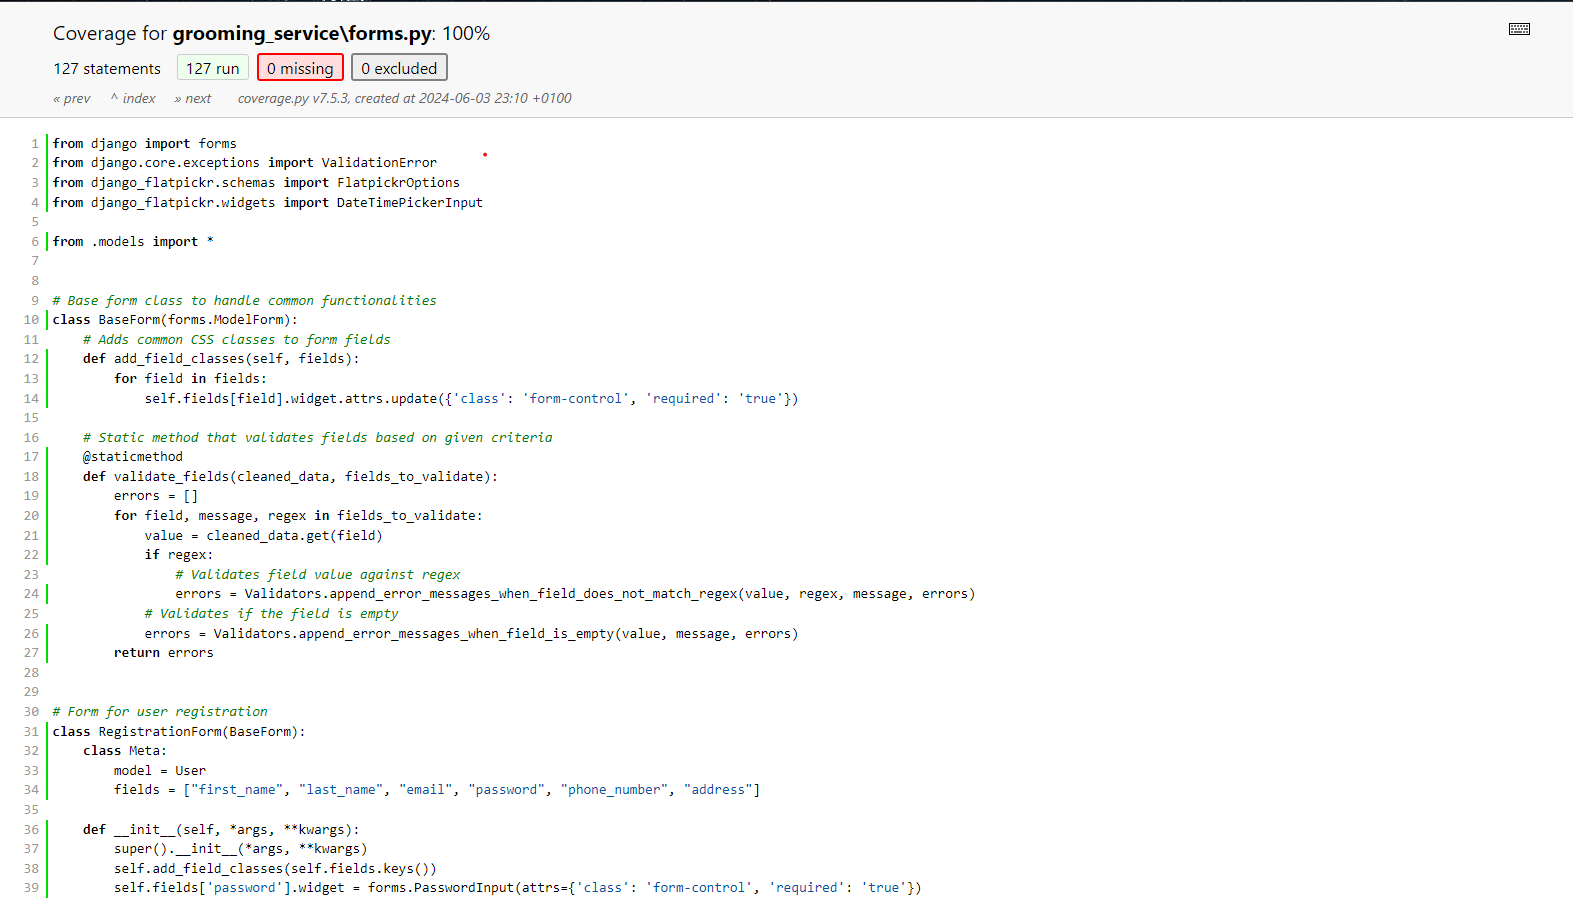 Coverage for grooming_service\forms.py: 100%
127 statements 127 run 0 missing 0 excluded
« prev ^ index » next coverage.py v7.5.3, created at 2024-06-03 23:10 +0100
1 from django import forms
2 from django.core.exceptions import ValidationError
3 from django_flatpickr.schemas import FlatpickrOptions
4 from django_flatpickr.widgets import DateTimePickerInput
5
6 from .models import *
7
8
9 # Base form class to handle common functionalities
10 class BaseForm(forms.ModelForm):
11     # Adds common CSS classes to form fields
12     def add_field_classes(self, fields):
13         for field in fields:
14             self.fields[field].widget.attrs.update({'class': 'form-control', 'required': 'true'})
15
16     # Static method that validates fields based on given criteria
17     @staticmethod
18     def validate_fields(cleaned_data, fields_to_validate):
19         errors = []
20         for field, message, regex in fields_to_validate:
21             value = cleaned_data.get(field)
22             if regex:
23                 # Validates field value against regex
24                 errors = Validators.append_error_messages_when_field_does_not_match_regex(value, regex, message, errors)
25             # Validates if the field is empty
26             errors = Validators.append_error_messages_when_field_is_empty(value, message, errors)
27         return errors
28
29
30 # Form for user registration
31 class RegistrationForm(BaseForm):
32     class Meta:
33         model = User
34         fields = ["first_name", "last_name", "email", "password", "phone_number", "address"]
35
36     def __init__(self, *args, **kwargs):
37         super().__init__(*args, **kwargs)
38         self.add_field_classes(self.fields.keys())
39         self.fields['password'].widget = forms.PasswordInput(attrs={'class': 'form-control', 'required': 'true'})